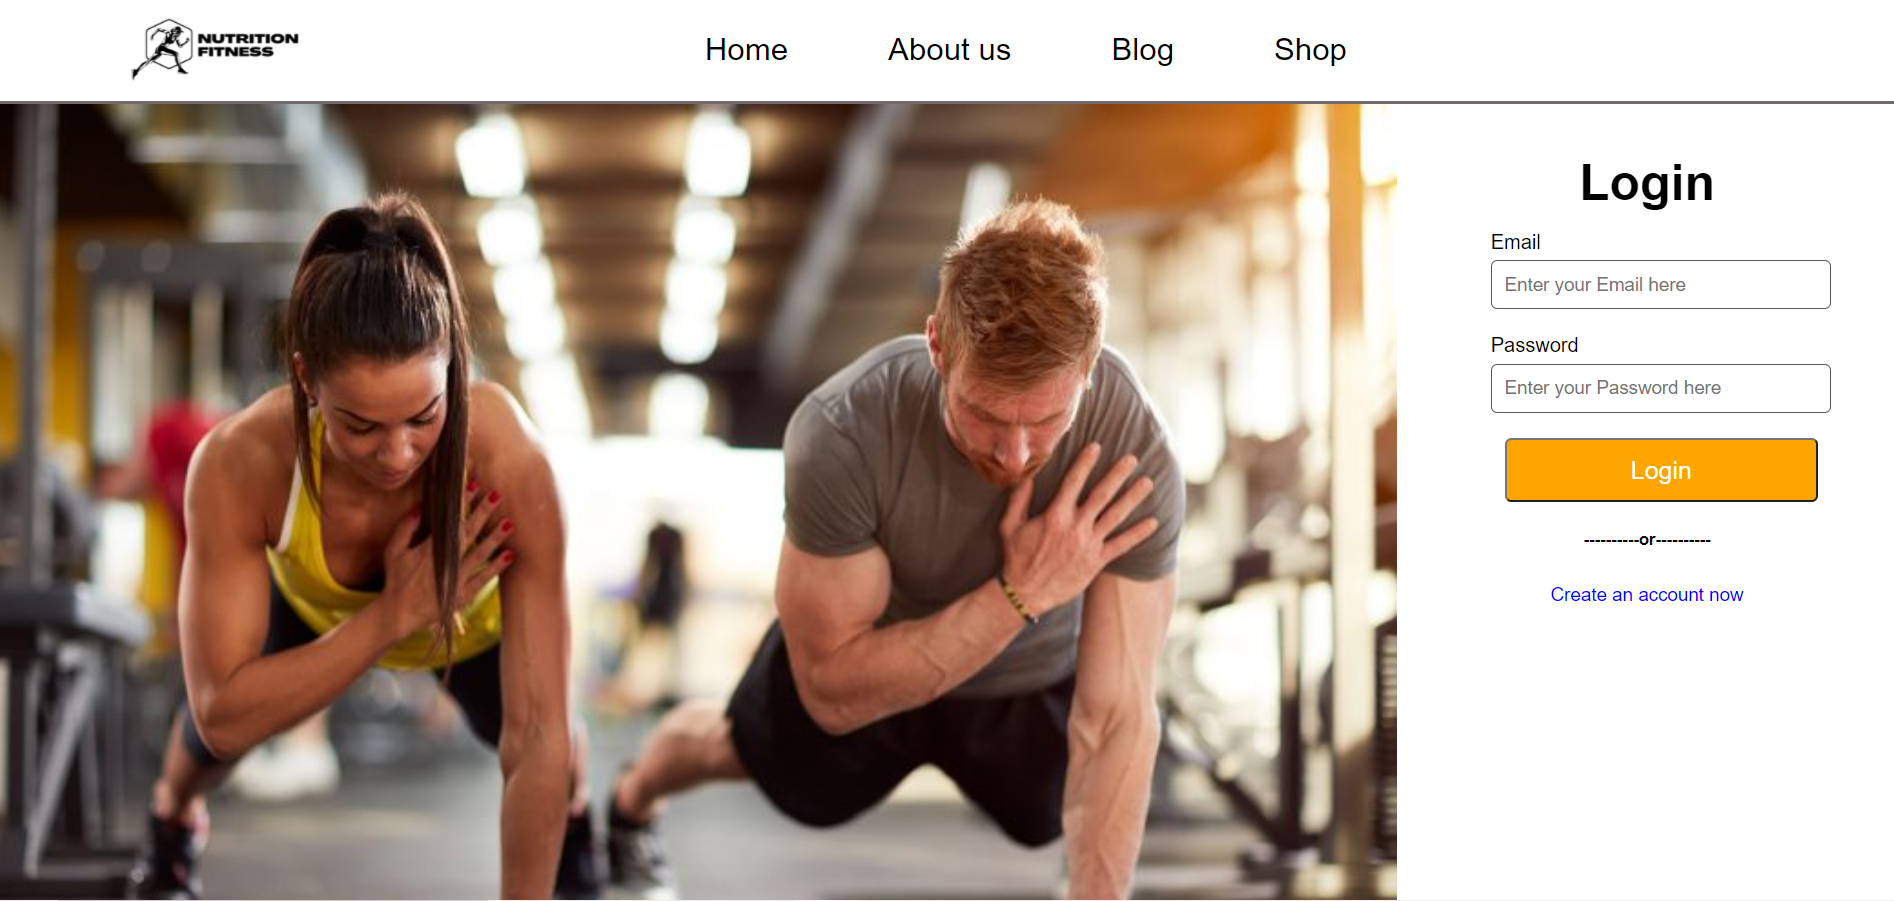 NUTRITION
FITNESS
Home About us Blog Shop
Login
Email
Enter your Email here
Password
Enter your Password here
Login
----------or----------
Create an account now